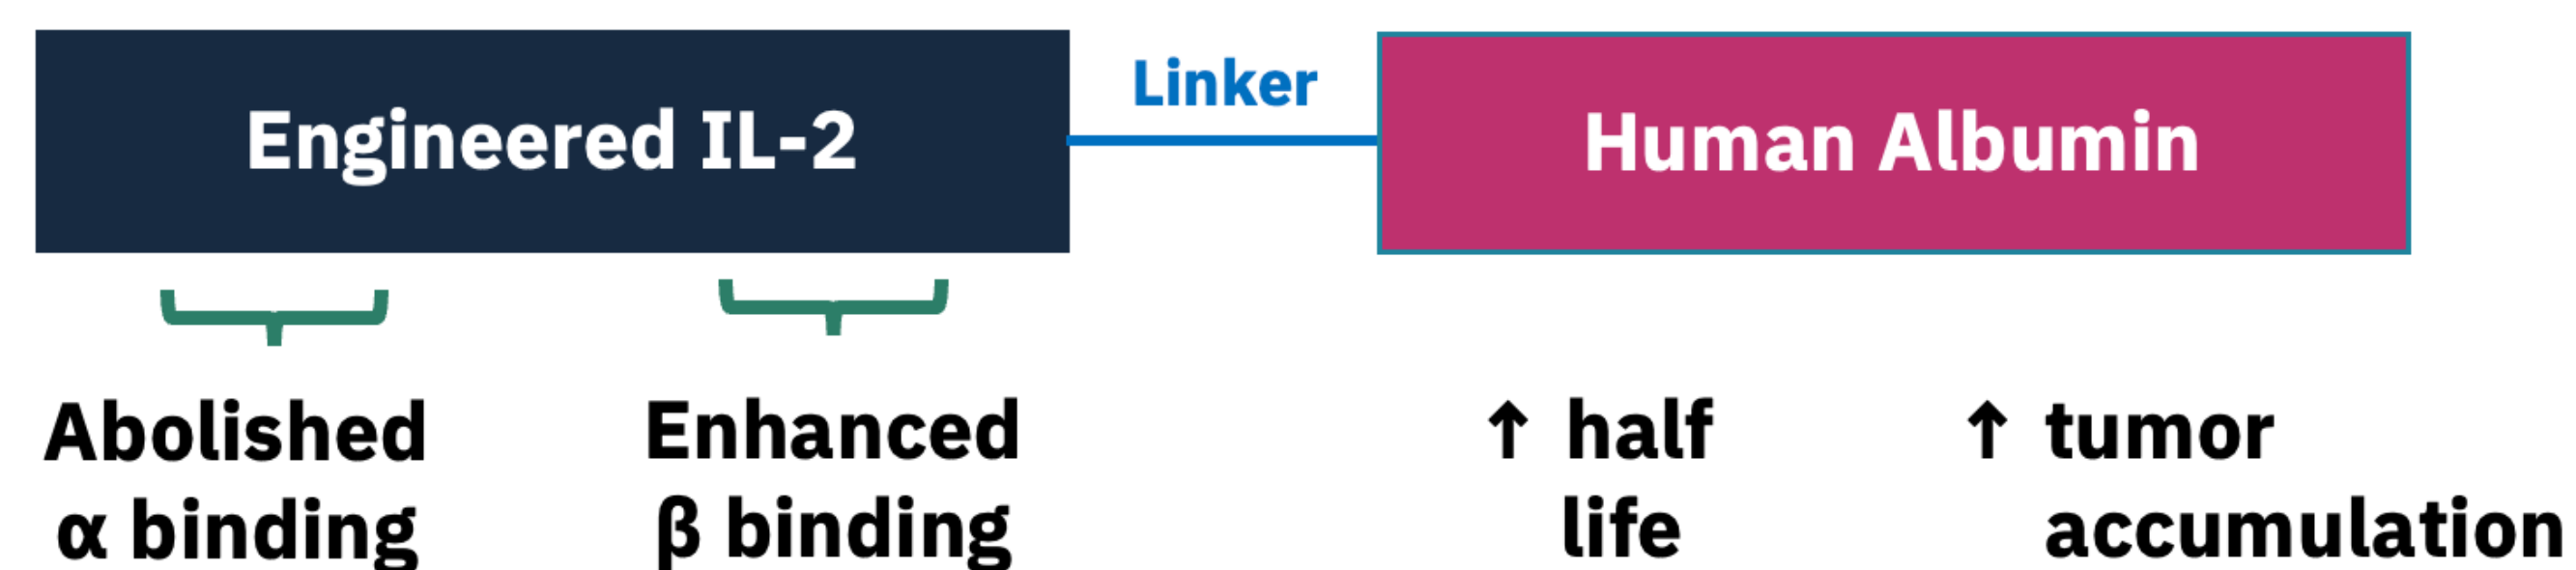 Engineered IL-2
Linker
Human Albumin
Abolished
α binding
Enhanced
β binding
↑ half
life
↑ tumor
accumulation